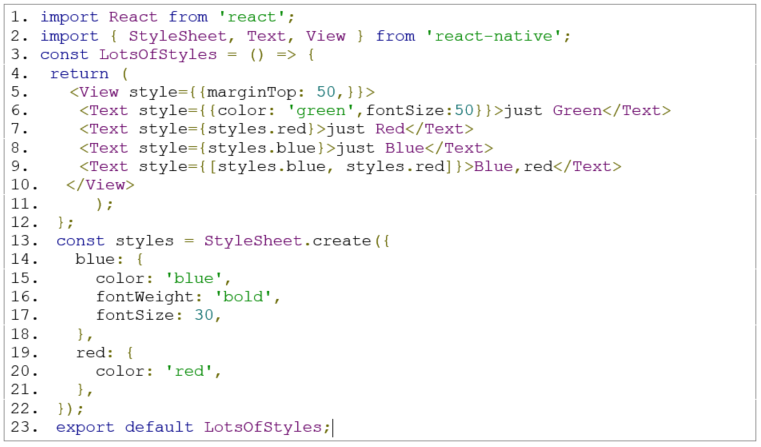 1. import React from 'react';
2. import { StyleSheet, Text, View } from 'react-native';
3. const LotsOfStyles = () => {
4.  return (
5.    <View style={{marginTop: 50,}}>
6.     <Text style={{color: 'green',fontSize:50}}>just Green</Text>
7.     <Text style={styles.red}>just Red</Text>
8.     <Text style={styles.blue}>just Blue</Text>
9.     <Text style={[styles.blue, styles.red]}>Blue,red</Text>
10.   </View>
11.      );
12.  };
13.  const styles = StyleSheet.create({
14.    blue: {
15.      color: 'blue',
16.      fontWeight: 'bold',
17.      fontSize: 30,
18.    },
19.    red: {
20.      color: 'red',
21.    },
22.  });
23.  export default LotsOfStyles;